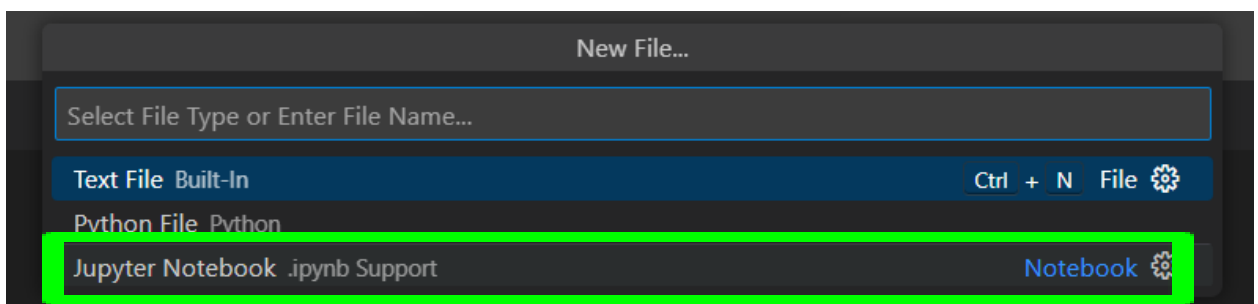 New File...
Select File Type or Enter File Name...
Text File Built-In Ctrl + N File
Python File Python
Jupyter Notebook .ipynb Support Notebook